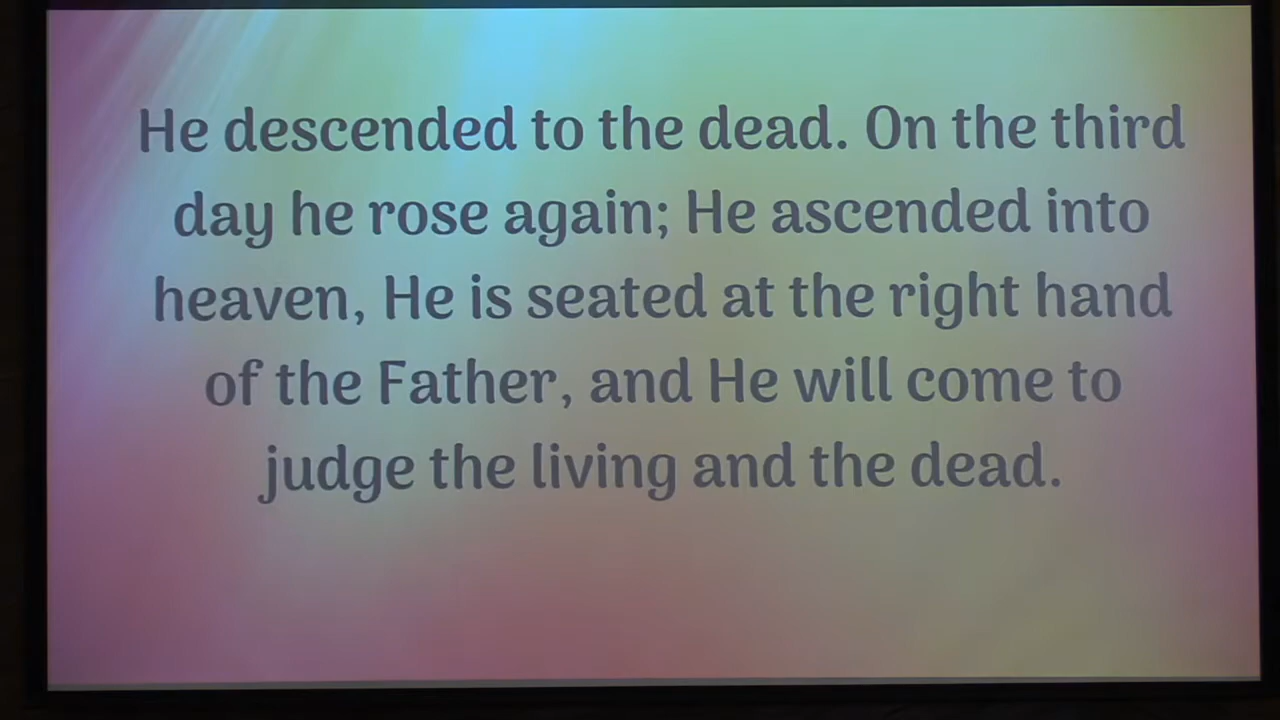 He descended to the dead. On the third
day he rose again; He ascended into
heaven, He is seated at the right hand
of the Father, and He will come to
judge the living and the dead.